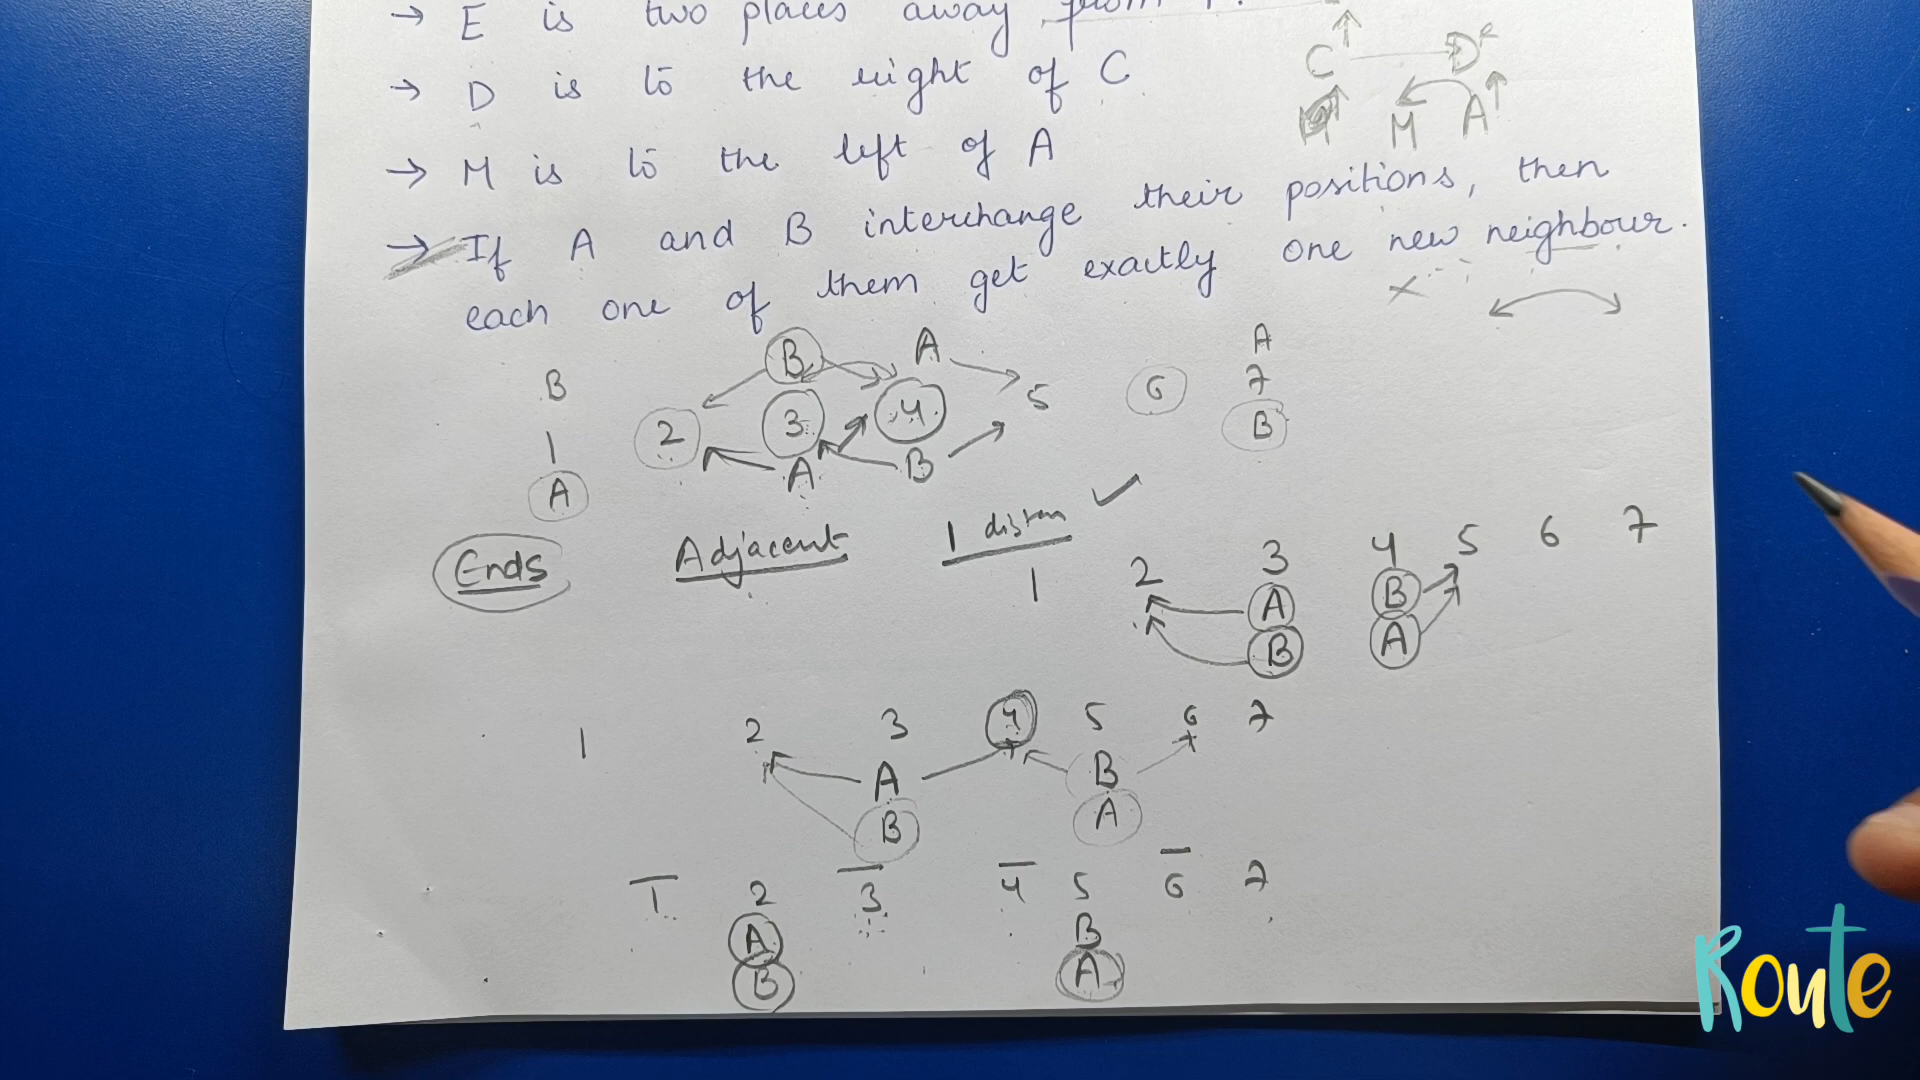 → E is two places away from
C → D
→ D is to the right of C
M A
→ M is to the left of A
→ If A and B interchange their positions, then
each one of them get exactly one new neighbour.
B B A A
1 2 3 4 5 6 7
A A B B
Ends Adjacent 1
1 2 3 4 5 6 7
A B
B A
1 2 3 4 5 6 7
A B
B A
1 2 3 4 5 6 7
A B
B A
Route